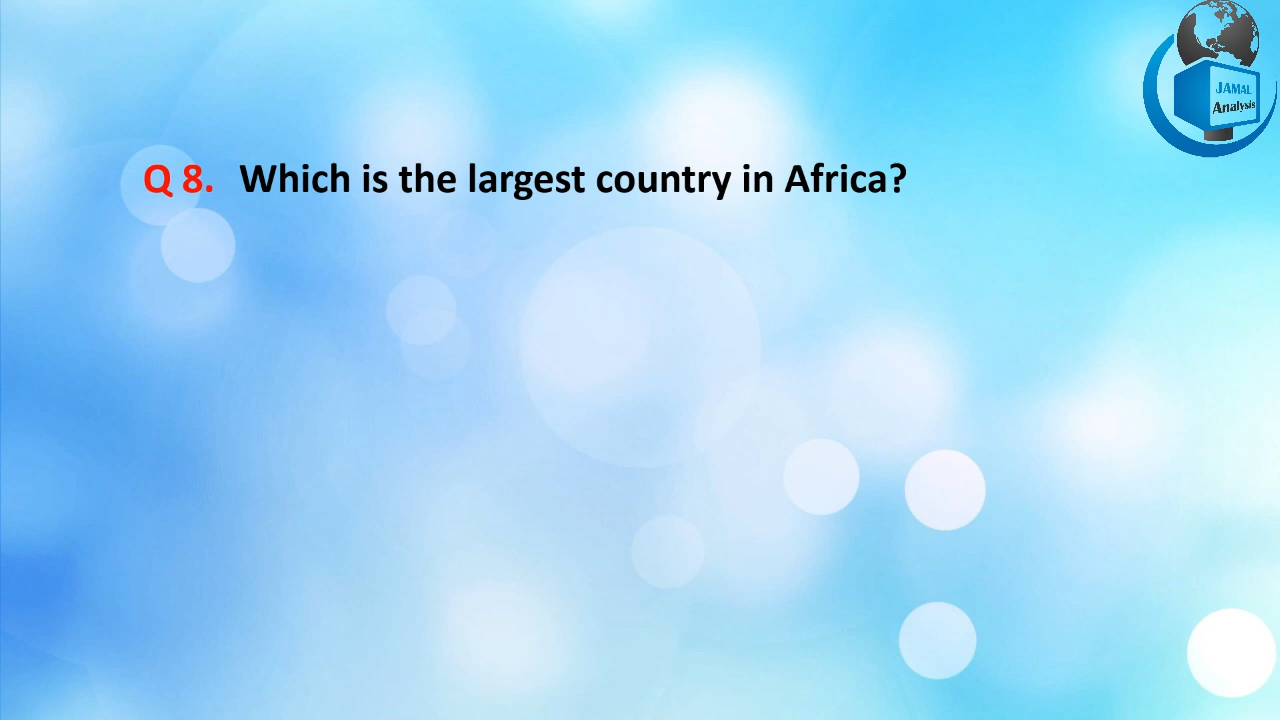 JAMAL
Analysis
Q 8. Which is the largest country in Africa?